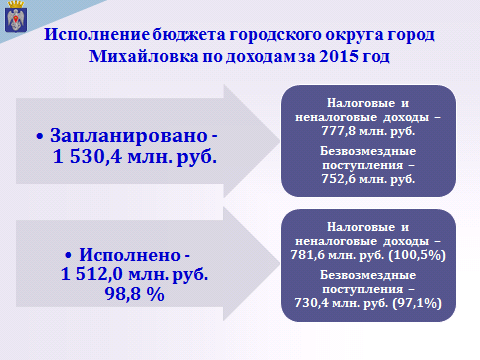 Исполнение бюджета городского округа город
Михайловка по доходам за 2015 год
• Запланировано -
1 530,4 млн. руб.
Налоговые и
неналоговые доходы –
777,8 млн. руб.
Безвозмездные
поступления –
752,6 млн. руб.
• Исполнено -
1 512,0 млн. руб.
98,8 %
Налоговые и
неналоговые доходы –
781,6 млн. руб. (100,5%)
Безвозмездные
поступления –
730,4 млн. руб. (97,1%)